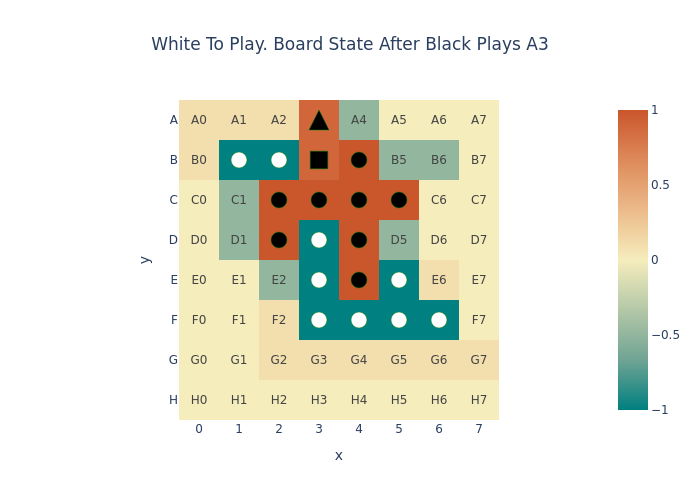 White To Play. Board State After Black Plays A3
A A0 A1 A2 A4 A5 A6 A7
B B0 B5 B6 B7
C C0 C1 C6 C7
D D0 D1 D5 D6 D7
E E0 E1 E2 E6 E7
F F0 F1 F2 F7
G G0 G1 G2 G3 G4 G5 G6 G7
H H0 H1 H2 H3 H4 H5 H6 H7
0 1 2 3 4 5 6 7
x
y
1
0.5
0
−0.5
−1